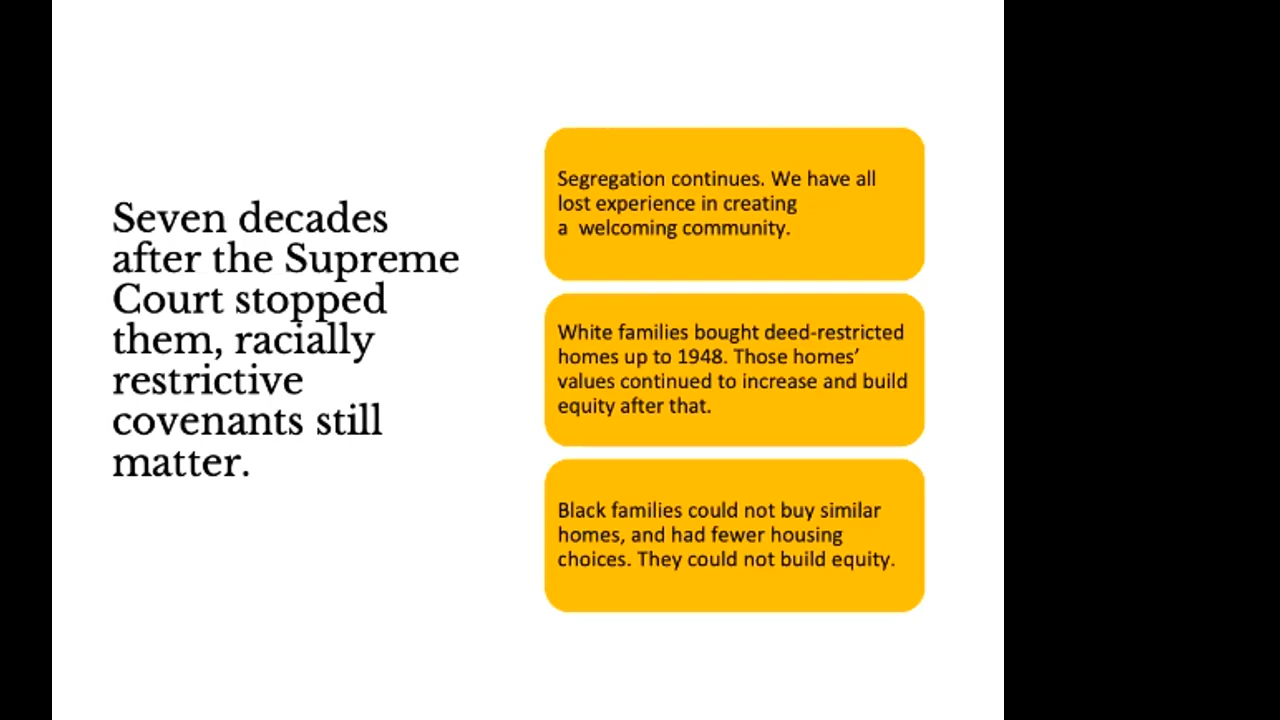 Seven decades
after the Supreme
Court stopped
them, racially
restrictive
covenants still
matter.
Segregation continues. We have all
lost experience in creating
a  welcoming community.
White families bought deed-restricted
homes up to 1948. Those homes’
values continued to increase and build
equity after that.
Black families could not buy similar
homes, and had fewer housing
choices. They could not build equity.